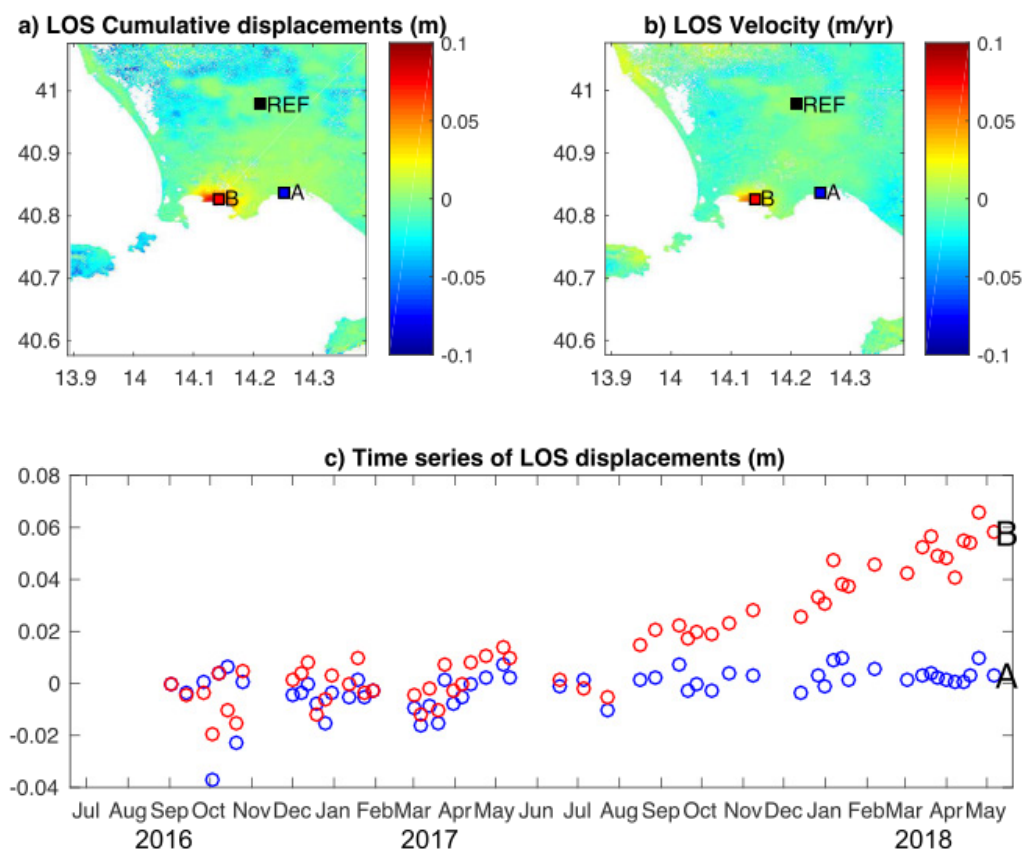 a) LOS Cumulative displacements (m)
b) LOS Velocity (m/yr)
0.1
0.1
41
REF
41
REF
0.05
0.05
40.9
40.9
B
A
0
B
A
0
40.8
40.8
-0.05
-0.05
40.7
40.7
40.6
40.6
-0.1
-0.1
13.9 14 14.1 14.2 14.3
13.9 14 14.1 14.2 14.3
c) Time series of LOS displacements (m)
0.08
0.06
B
0.04
0.02
0
A
-0.02
-0.04
Jul Aug Sep Oct Nov Dec Jan Feb Mar Apr May Jun Jul Aug Sep Oct Nov Dec Jan Feb Mar Apr May
2016 2017 2018